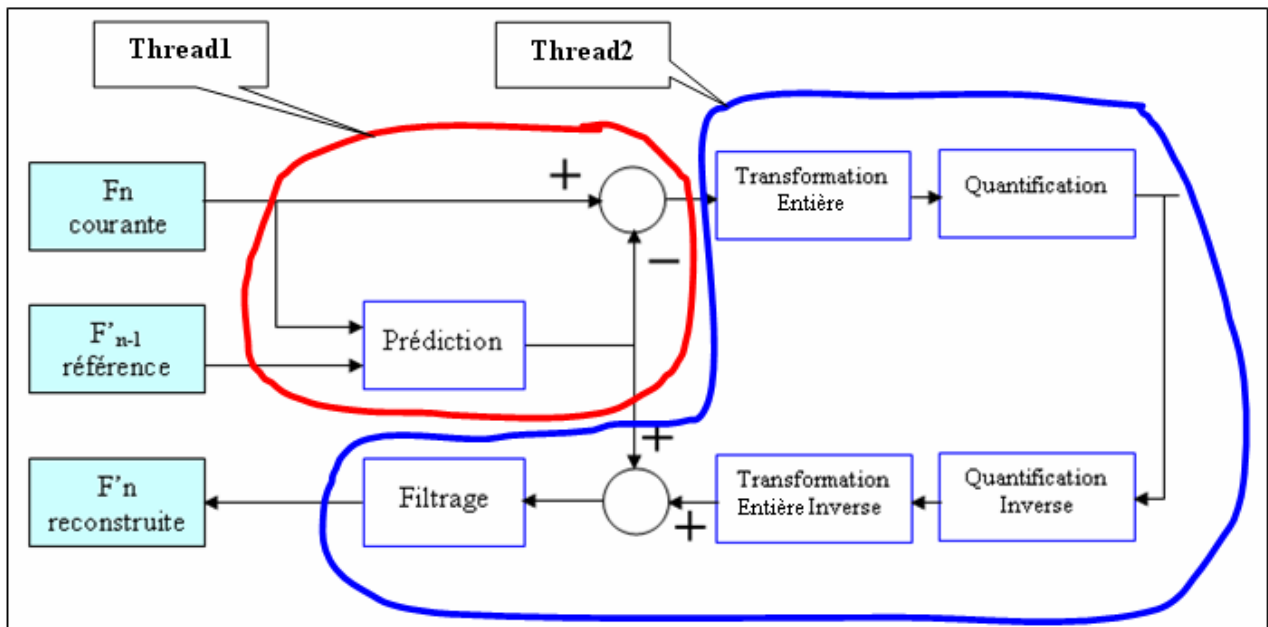 Thread1
Thread2
Fn
courante
+
Transformation
Entière
Quantification
−
F'n-1
référence
Prédiction
+
F'n
reconstruite
Filtrage
+
Transformation
Entière Inverse
Quantification
Inverse